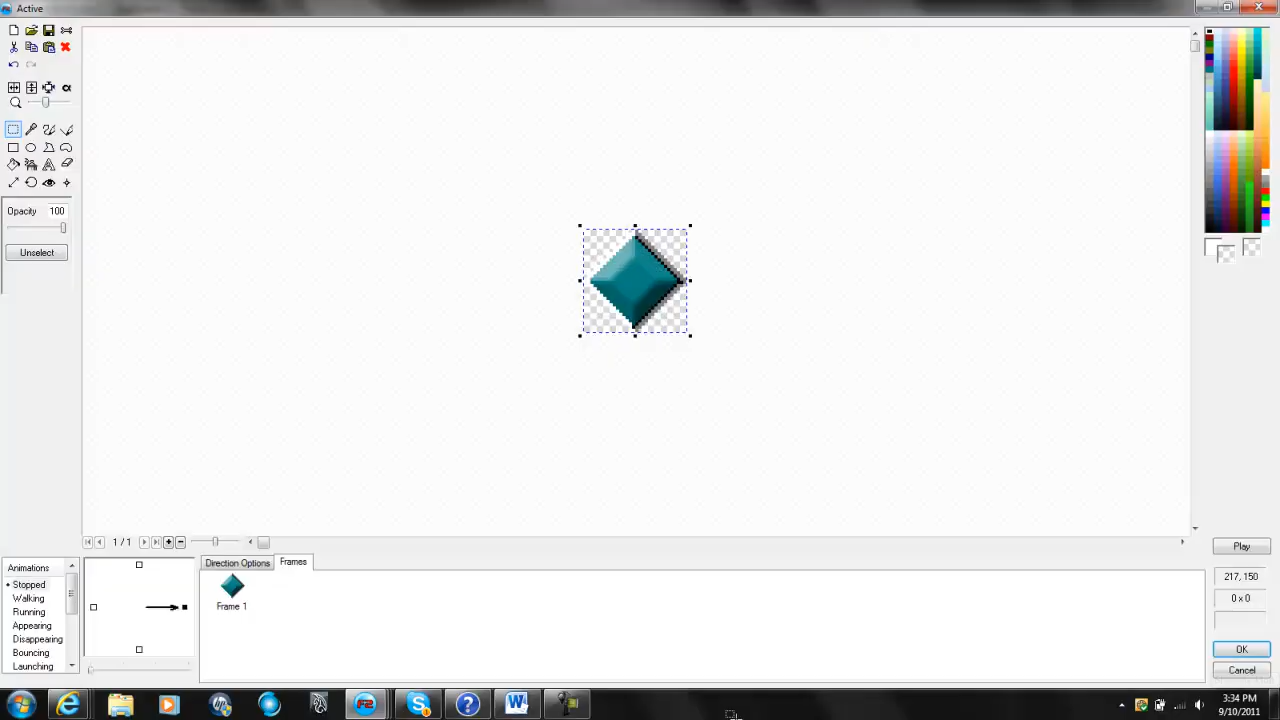 Active
Opacity 100
Unselect
1 / 1
Direction Options
Frames
Play
Animations
Stopped
Walking
Running
Appearing
Disappearing
Bouncing
Launching
Frame 1
217, 150
0 x 0
OK
Cancel
3:34 PM
9/10/2011